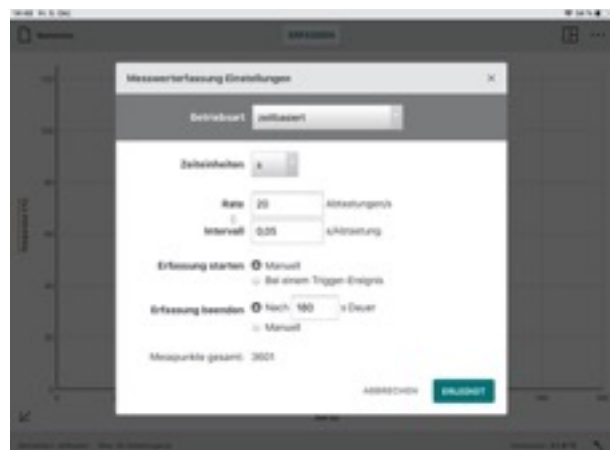 ERFASSEN
Messwerterfassung Einstellungen ×
Betriebsart zeitbasiert
Zeiteinheiten s
Rate 20 Abtastungen/s
Intervall 0,05 s/Abtastung
Erfassung starten Manuell
Bei einem Trigger-Ereignis
Erfassung beenden Nach 180 s Dauer
Manuell
Messpunkte gesamt: 3601
ABBRECHEN ERLEDIGT